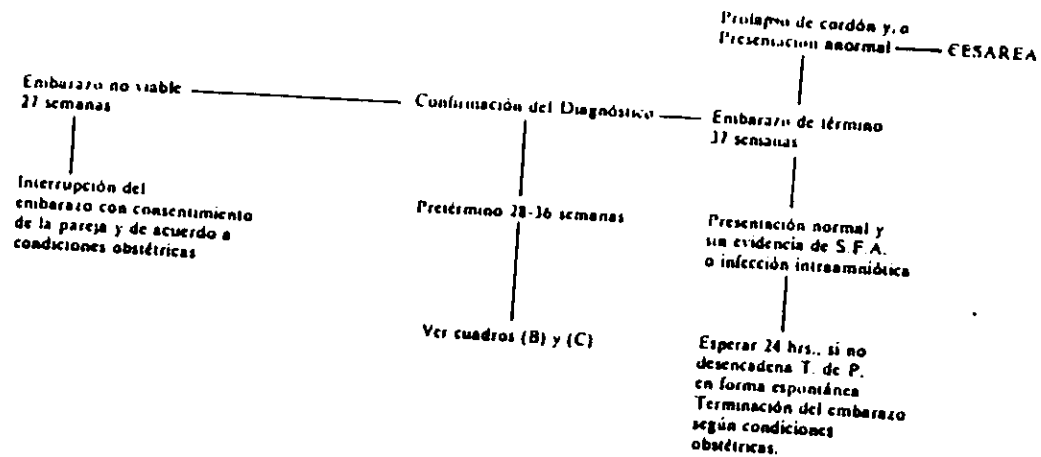 Prolapso de cordón y, o
Presentación anormal
CESAREA
Embarazo no viable
27 semanas
Confirmación del Diagnóstico
Embarazo de término
37 semanas
Interrupción del
embarazo con consentimiento
de la pareja y de acuerdo a
condiciones obstétricas
Pretérmino 28-36 semanas
Presentación normal y
sin evidencia de S.F.A.
o infección intraamniótica
Ver cuadros (B) y (C)
Esperar 24 hrs., si no
desencadena T. de P.
en forma espontánea
Terminación del embarazo
según condiciones
obstétricas.